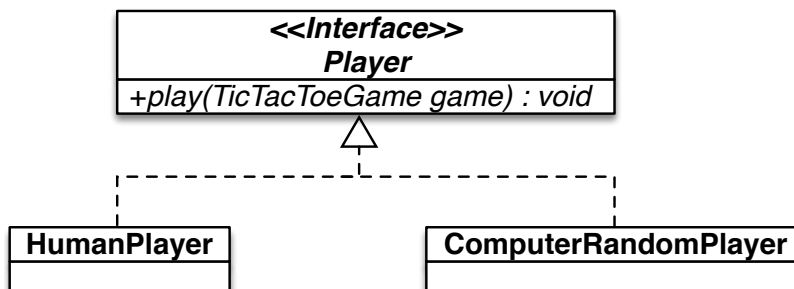 <<Interface>>
Player
+play(TicTacToeGame game) : void
HumanPlayer
ComputerRandomPlayer